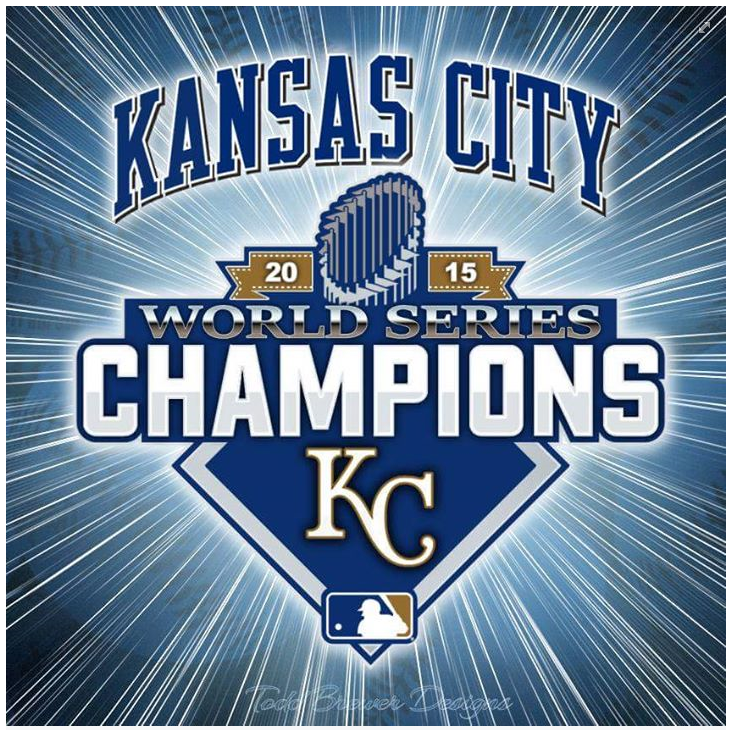 KANSAS CITY
20 15
WORLD SERIES
CHAMPIONS
KC
Todd Brewer Designs